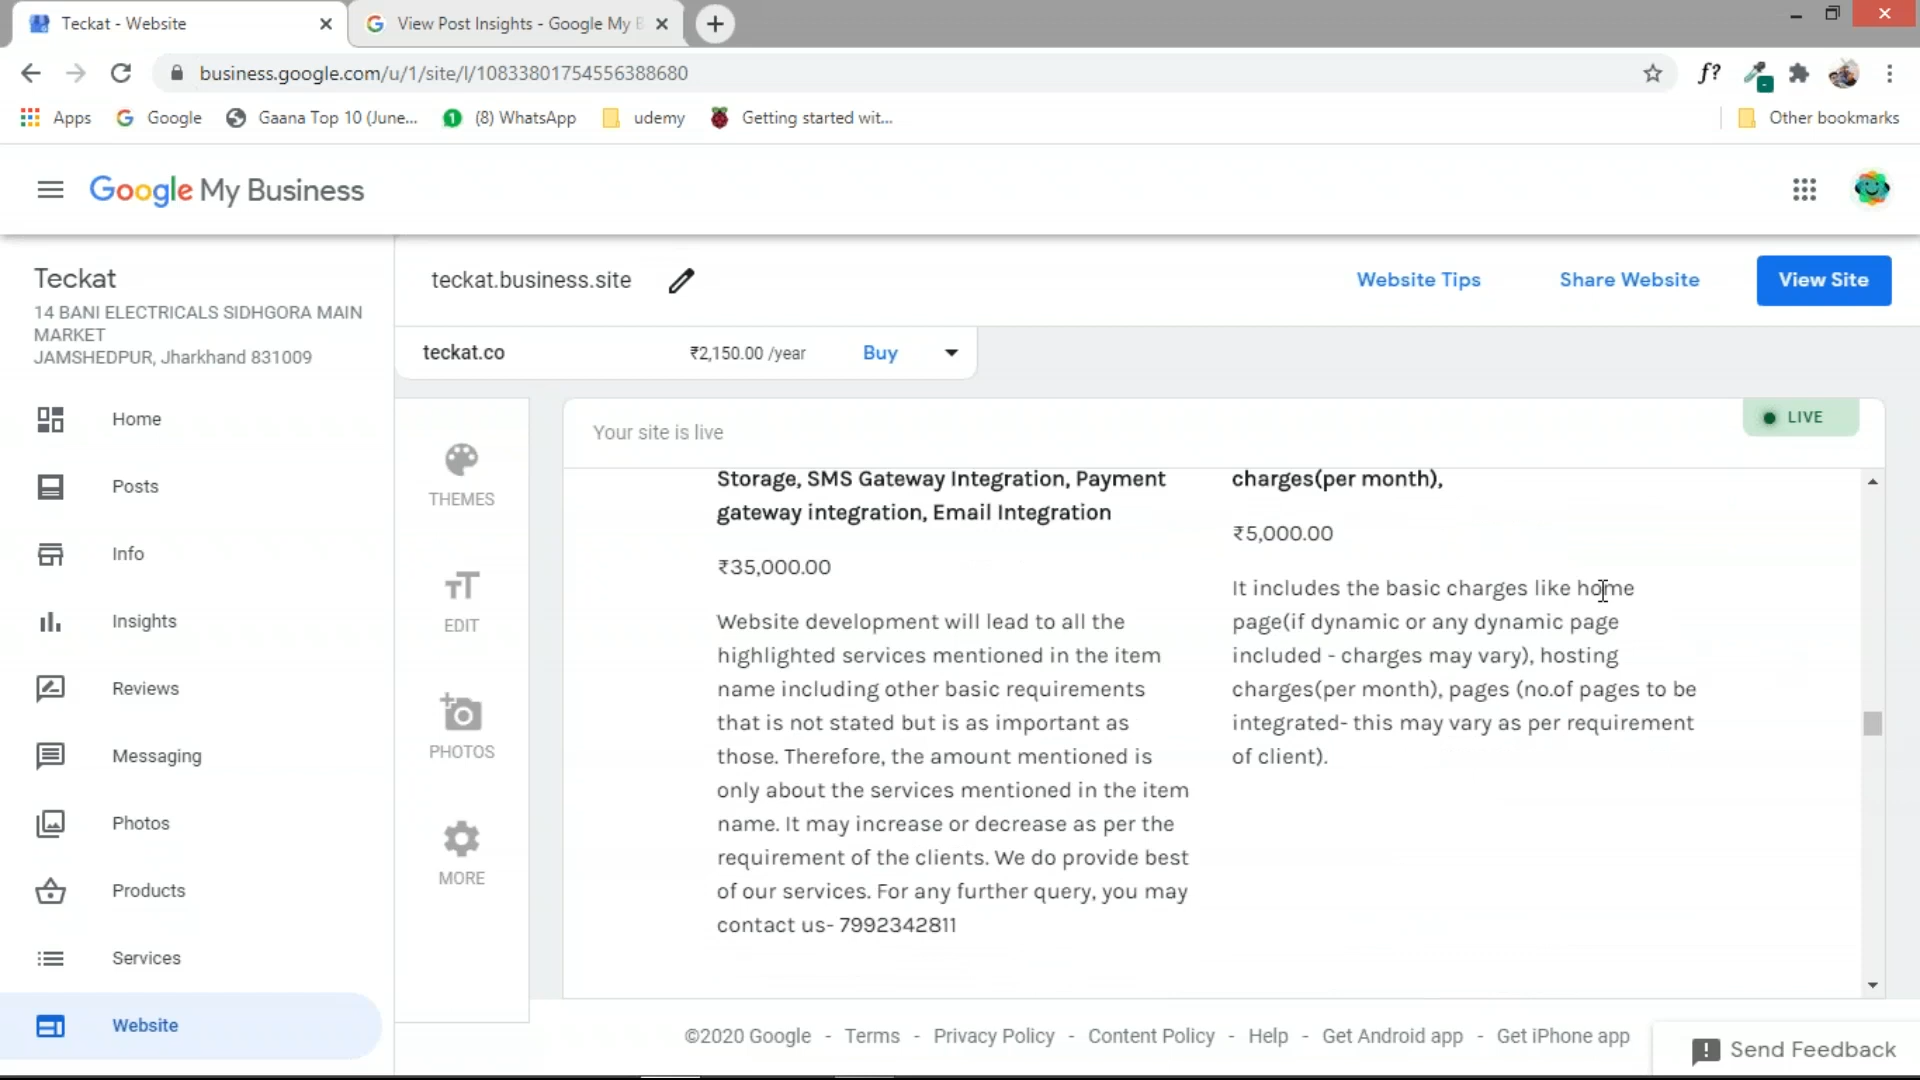 Teckat - Website
View Post Insights - Google My B
business.google.com/u/1/site/l/10833801754556388680
f?
Apps
Google
Gaana Top 10 (June...
1
(8) WhatsApp
udemy
Getting started wit...
Other bookmarks
Google My Business
Teckat
14 BANI ELECTRICALS SIDHGORA MAIN
MARKET
JAMSHEDPUR, Jharkhand 831009
Home
Posts
Info
Insights
Reviews
Messaging
Photos
Products
Services
Website
teckat.business.site
Website Tips
Share Website
View Site
teckat.co
₹2,150.00 /year
Buy
THEMES
EDIT
PHOTOS
MORE
Your site is live
LIVE
Storage, SMS Gateway Integration, Payment
gateway integration, Email Integration
₹35,000.00
Website development will lead to all the
highlighted services mentioned in the item
name including other basic requirements
that is not stated but is as important as
those. Therefore, the amount mentioned is
only about the services mentioned in the item
name. It may increase or decrease as per the
requirement of the clients. We do provide best
of our services. For any further query, you may
contact us- 7992342811
charges(per month),
₹5,000.00
It includes the basic charges like home
page(if dynamic or any dynamic page
included - charges may vary), hosting
charges(per month), pages (no.of pages to be
integrated- this may vary as per requirement
of client).
©2020 Google - Terms - Privacy Policy - Content Policy - Help - Get Android app - Get iPhone app
Send Feedback